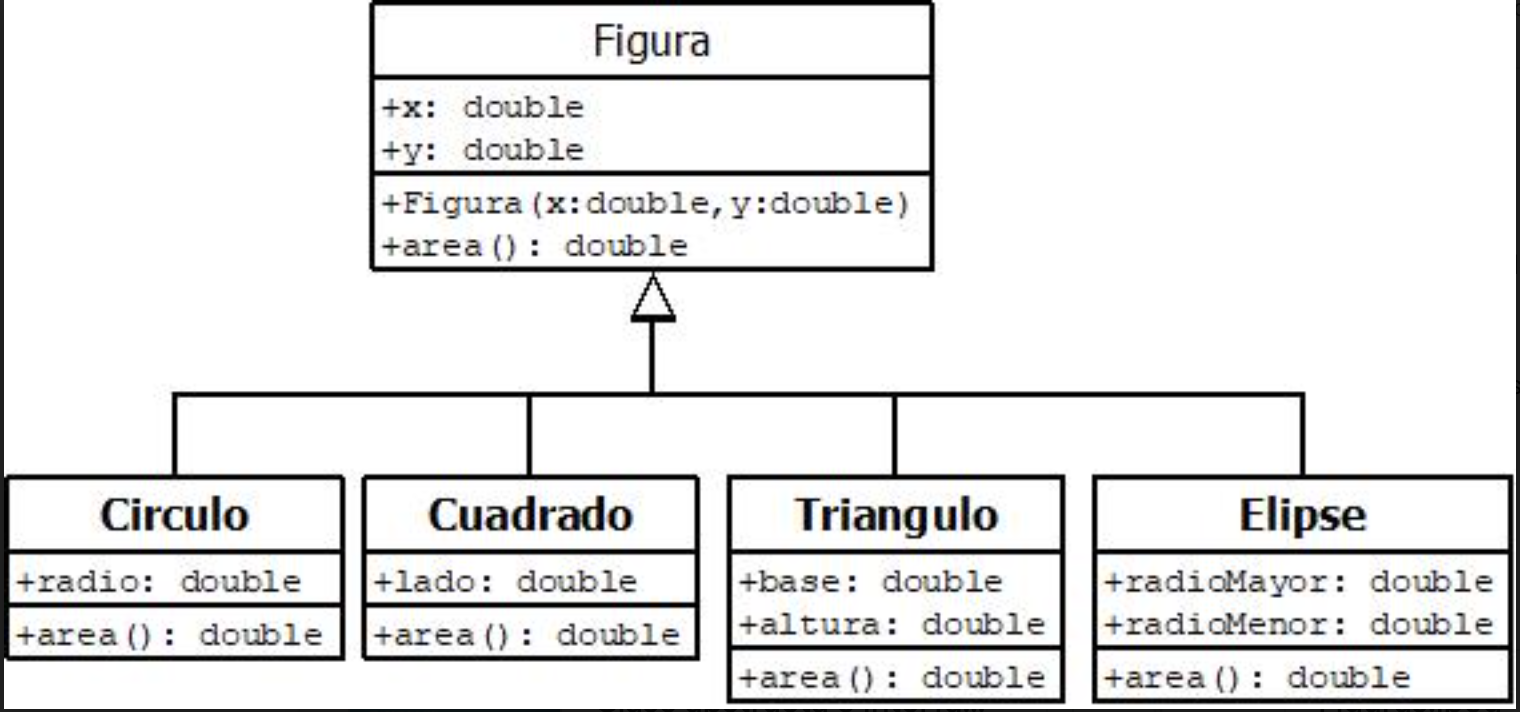 Figura
+x: double
+y: double
+Figura(x:double,y:double)
+area(): double
Circulo
+radio: double
+area(): double
Cuadrado
+lado: double
+area(): double
Triangulo
+base: double
+altura: double
+area(): double
Elipse
+radioMayor: double
+radioMenor: double
+area(): double